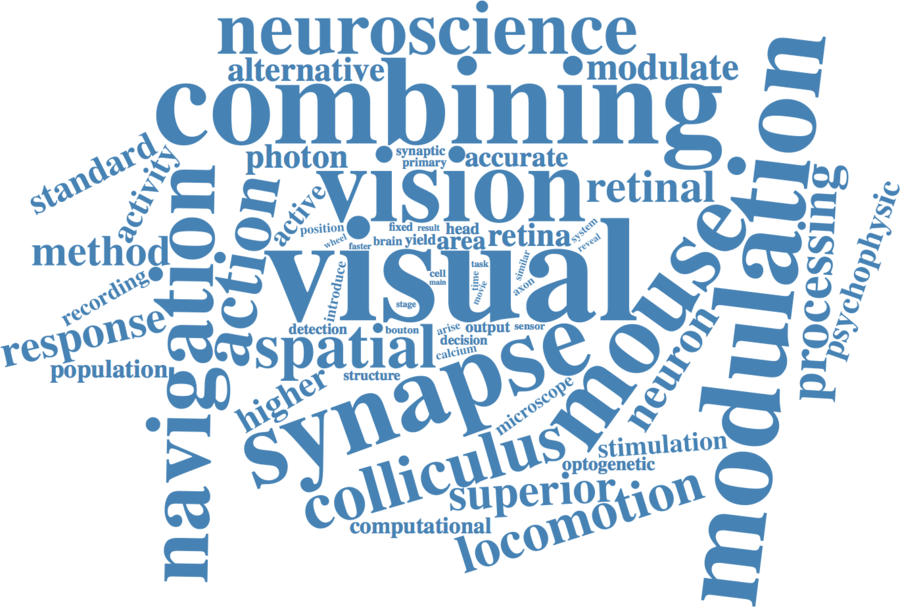 neuroscience
alternative
modulate
combining
standard
activity
photon
synaptic
primary
accurate
vision
retinal
modulation
processing
psychophysic
navigation
action
active
method
position
fixed
result
head
wheel
faster
brain
yield
area
retina
system
reveal
visual
mouse
recording
introduce
cell
main
task
time
movie
similar
axon
stage
response
detection
bouton
arise
output
sensor
decision
calcium
spatial
population
structure
synapse
higher
neuron
microscope
colliculus
stimulation
optogenetic
superior
computational
locomotion